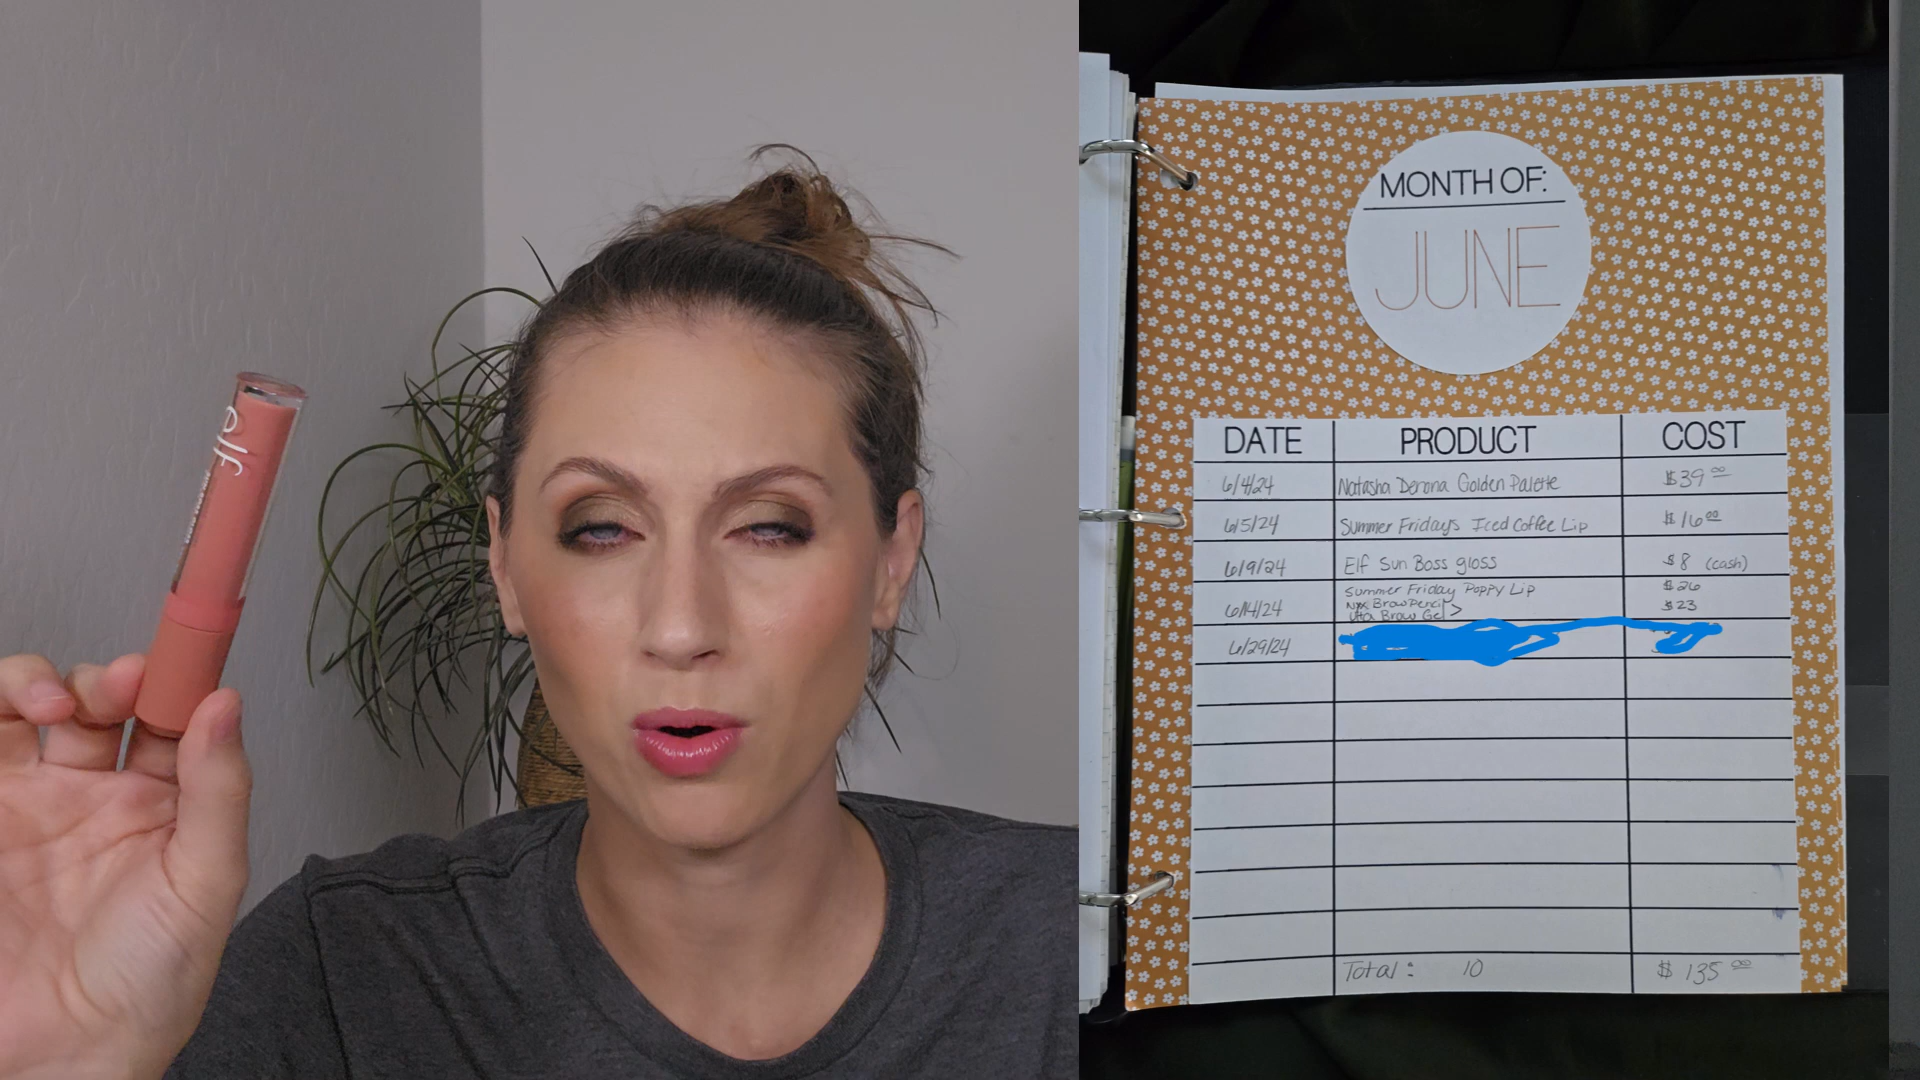 elf
MONTH OF:
JUNE
DATE PRODUCT COST
6/4/24 Natasha Denona Golden Palette $39 00
6/5/24 Summer Fridays Iced Coffee Lip $16 00
6/9/24 Elf Sun Boss gloss $8 (cash)
Summer Friday Poppy Lip $26
6/14/24 Nyx Brow Pencil > $23
Ulta Brow Gel
6/29/24
Total: 10 $135 00